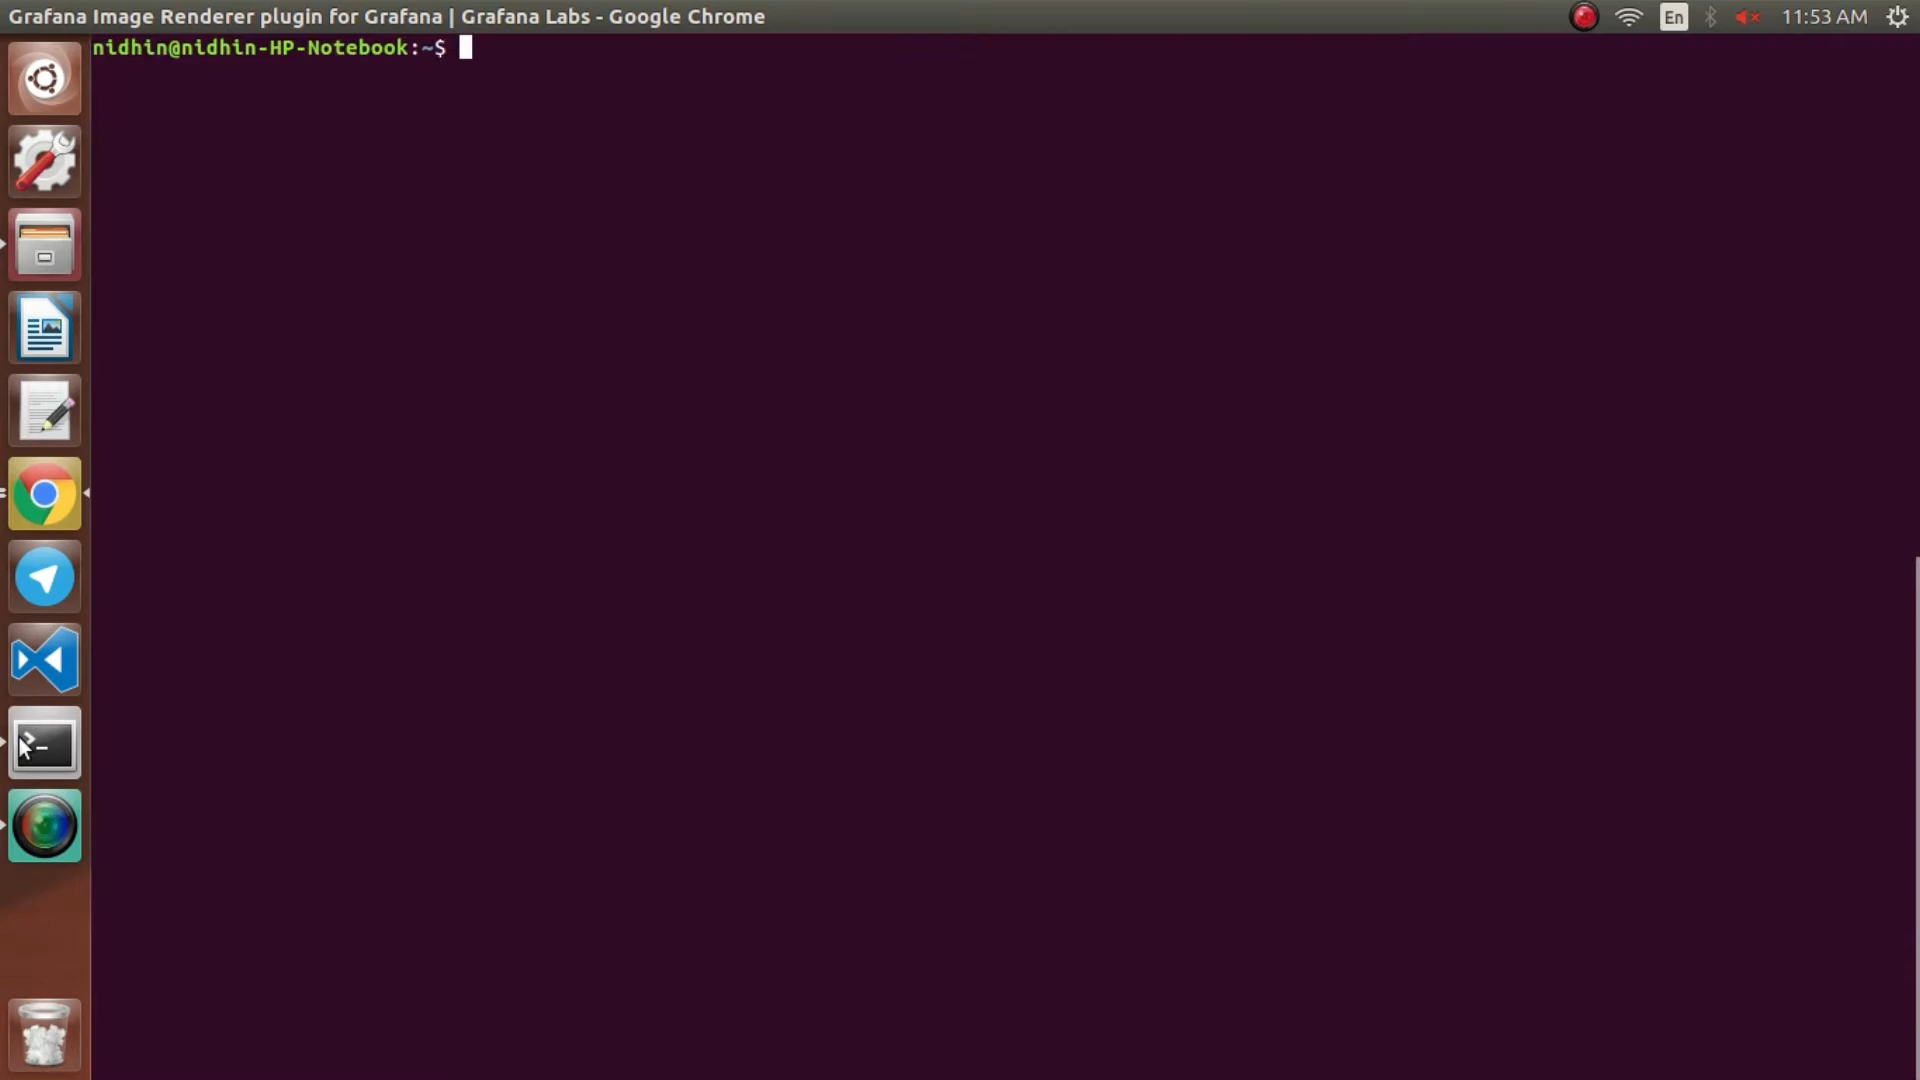 Grafana Image Renderer plugin for Grafana | Grafana Labs - Google Chrome
En
11:53 AM
nidhin@nidhin-HP-Notebook:~$